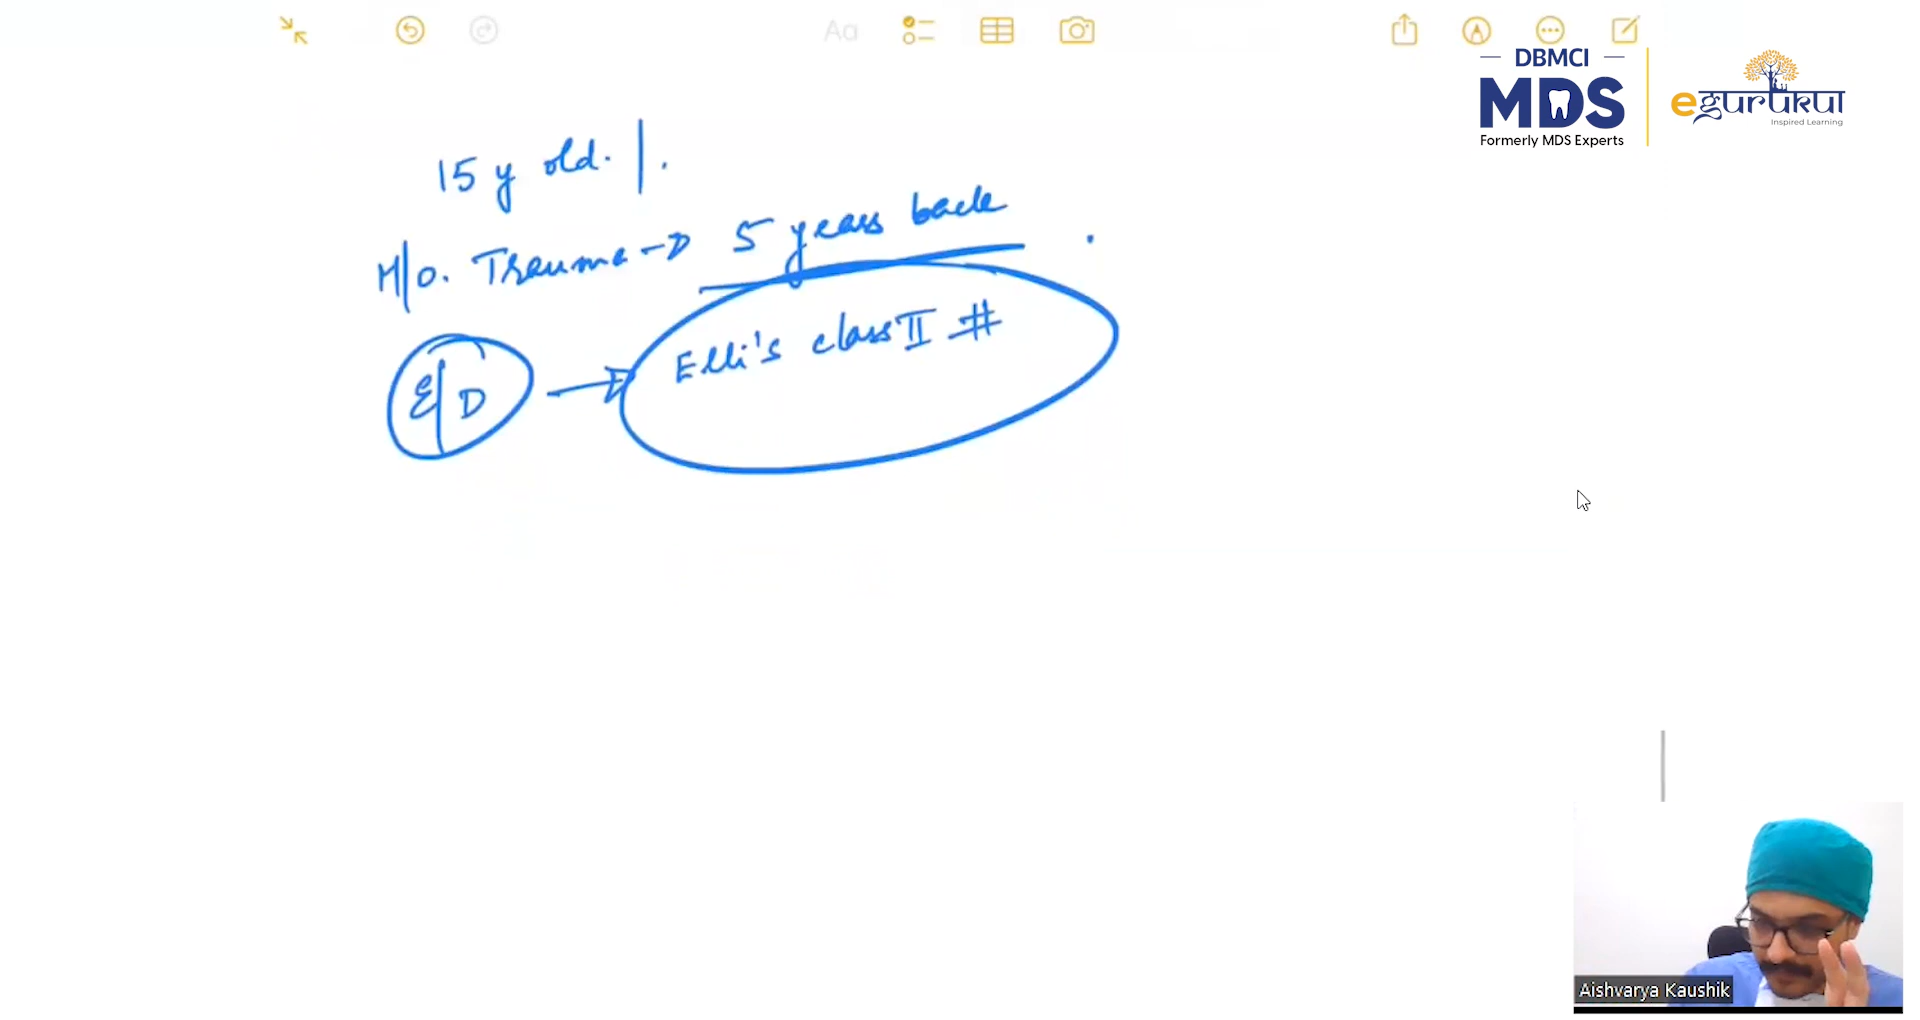 Aa
DBMCI
MDS
Formerly MDS Experts
egurukul
Inspired Learning
15 y old. |.
H/O. Trauma → 5 years back .
E|D → Elli's class II #
Aishvarya Kaushik